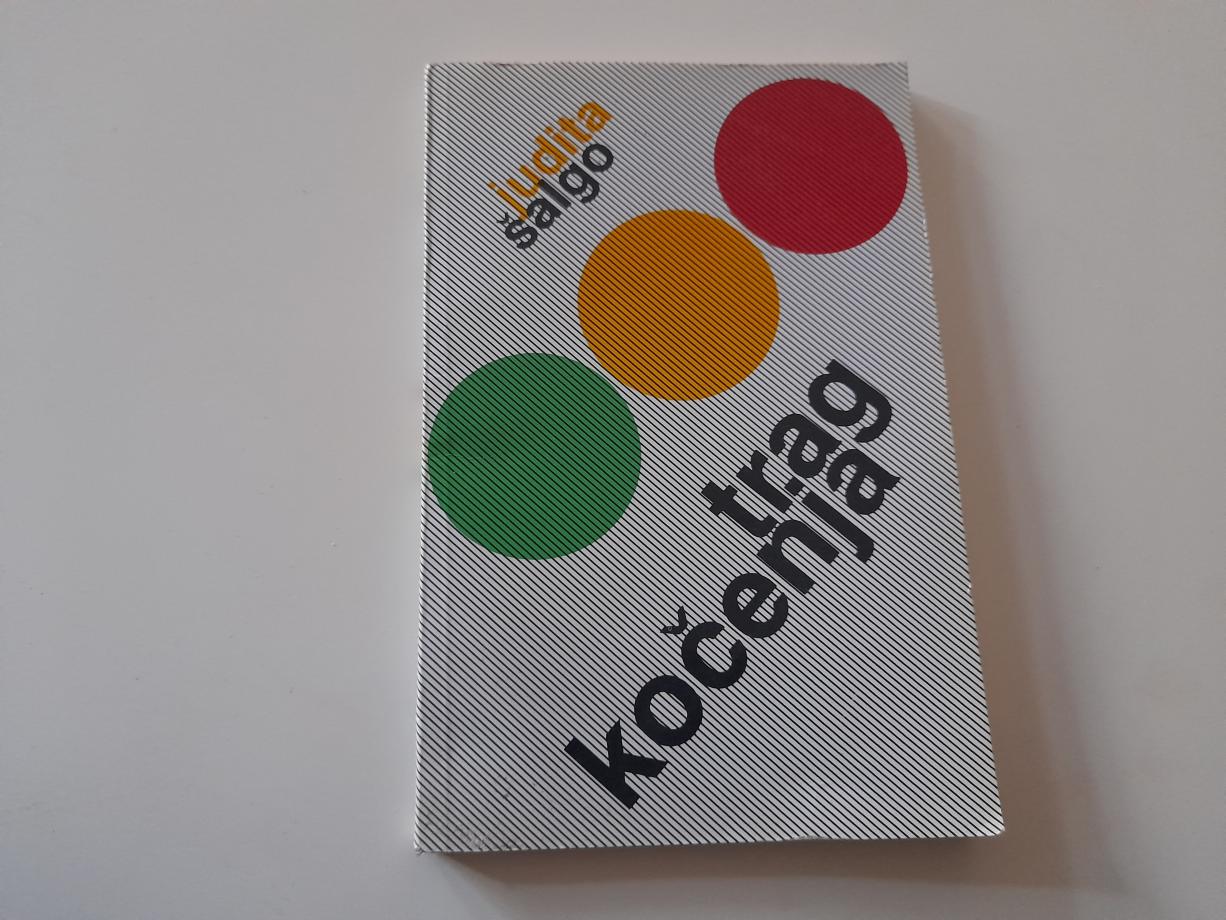 judita
šalgo
trag
kočenja